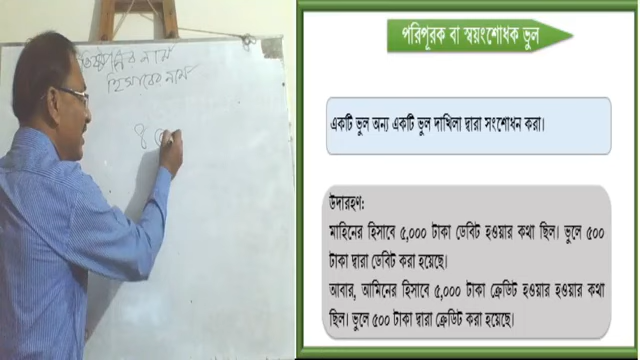 হিসাবের নাম
পরিপূরক বা স্বয়ংশোধক ভুল
একটি ভুল অন্য একটি ভুল দাখিলা দ্বারা সংশোধন করা।
উদারহণ:
মাহিনের হিসাবে ৫,০০০ টাকা ডেবিট হওয়ার কথা ছিল। ভুলে ৫০০
টাকা দ্বারা ডেবিট করা হয়েছে।
আবার, আমিনের হিসাবে ৫,০০০ টাকা ক্রেডিট হওয়ার হওয়ার কথা
ছিল। ভুলে ৫০০ টাকা দ্বারা ক্রেডিট করা হয়েছে।